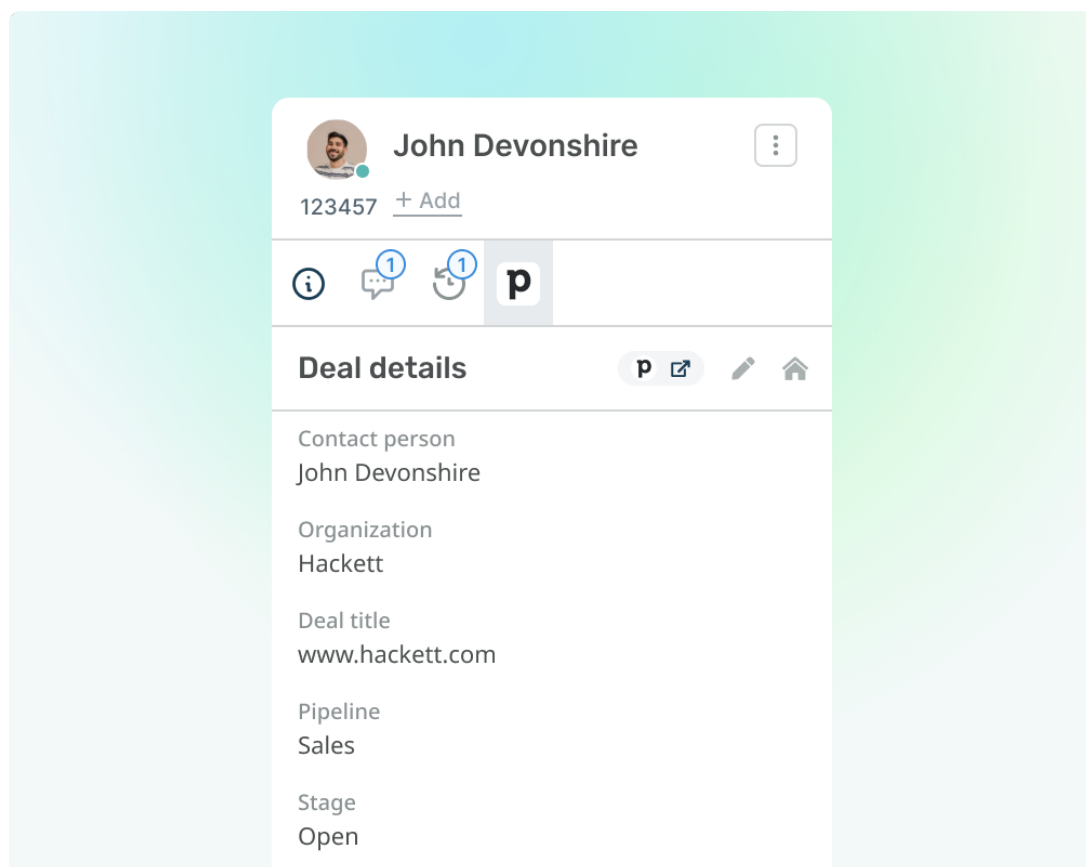 John Devonshire
123457 + Add
1 1 p
Deal details p
Contact person
John Devonshire
Organization
Hackett
Deal title
www.hackett.com
Pipeline
Sales
Stage
Open